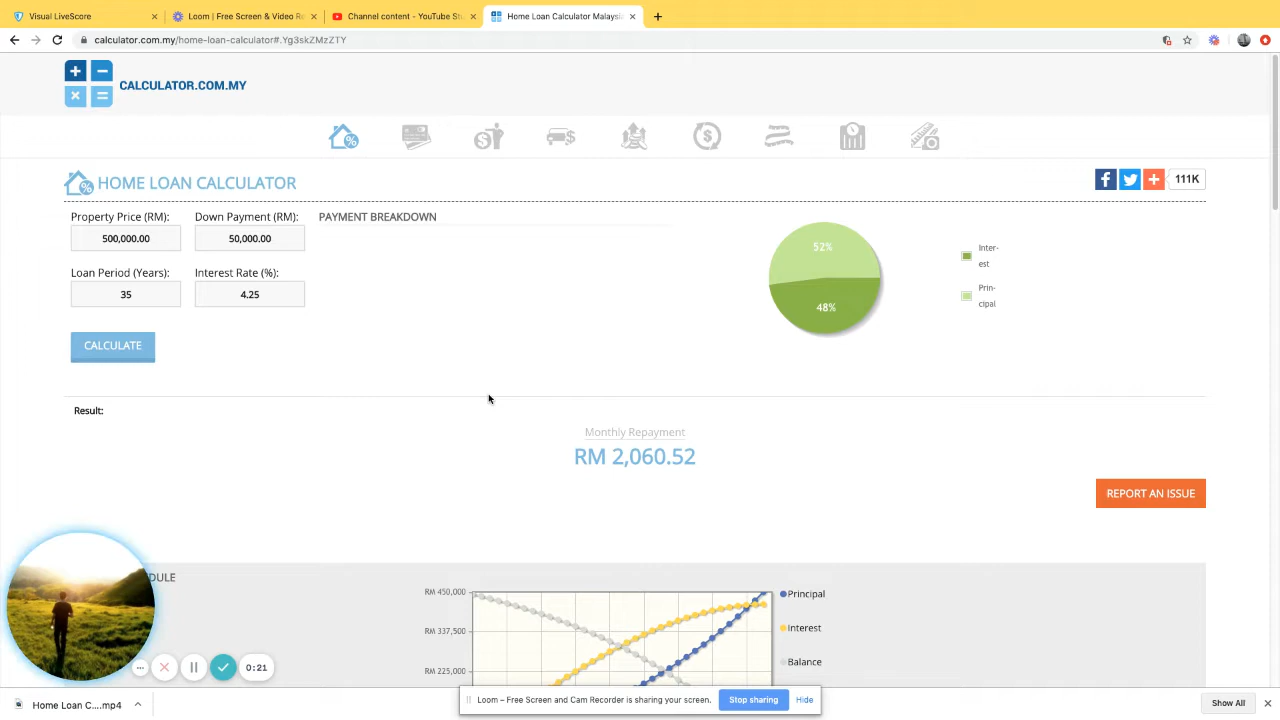 Visual LiveScore
Loom | Free Screen & Video Re
Channel content - YouTube Stu
Home Loan Calculator Malaysi
calculator.com.my/home-loan-calculator#.Yg3skZMzZTY
CALCULATOR.COM.MY
HOME LOAN CALCULATOR
111K
Property Price (RM):
Down Payment (RM):
PAYMENT BREAKDOWN
500,000.00
50,000.00
52%
48%
Inter-
est
Prin-
cipal
Loan Period (Years):
Interest Rate (%):
35
4.25
CALCULATE
Result:
Monthly Repayment
RM 2,060.52
REPORT AN ISSUE
DULE
RM 450,000
RM 337,500
RM 225,000
Principal
Interest
Balance
0:21
Loom – Free Screen and Cam Recorder is sharing your screen.
Stop sharing
Hide
Home Loan C....mp4
Show All